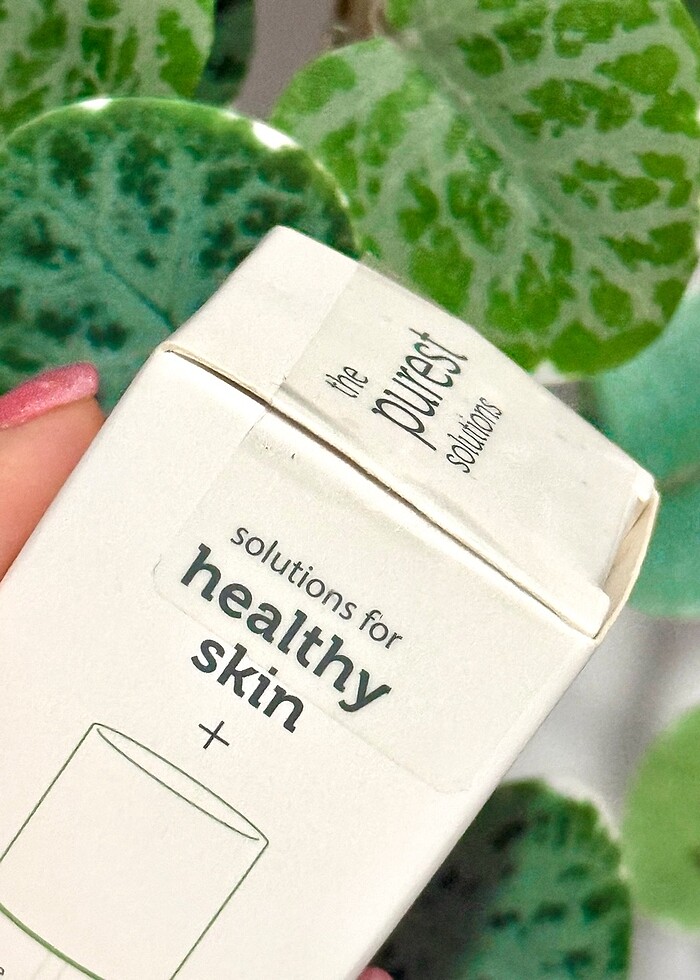 the
purest
solutions
solutions for
healthy
skin
+